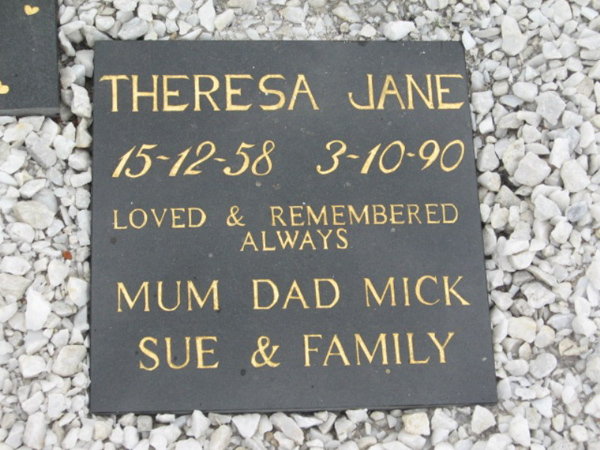 THERESA JANE
15-12-58 3-10-90
LOVED & REMEMBERED
ALWAYS
MUM DAD MICK
SUE & FAMILY